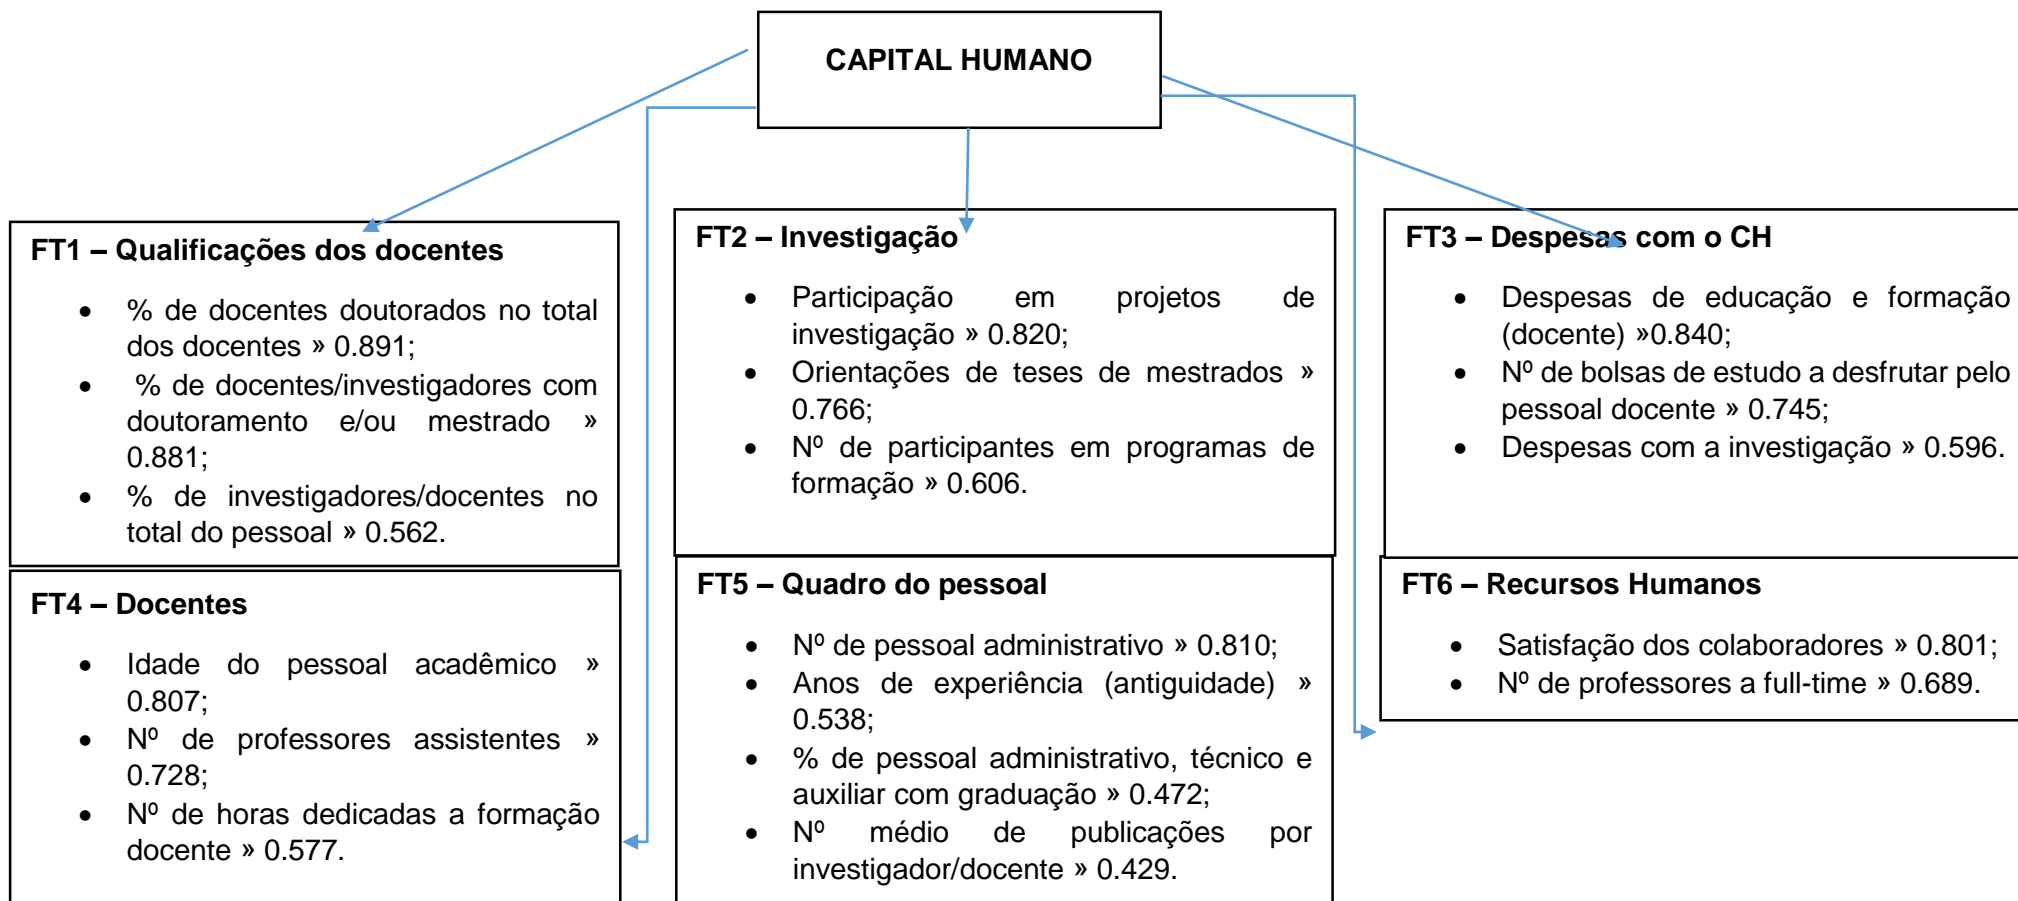 CAPITAL HUMANO
FT1 – Qualificações dos docentes
• % de docentes doutorados no total
dos docentes » 0.891;
• % de docentes/investigadores com
doutoramento e/ou mestrado »
0.881;
• % de investigadores/docentes no
total do pessoal » 0.562.
FT2 – Investigação
• Participação em projetos de
investigação » 0.820;
• Orientações de teses de mestrados »
0.766;
• Nº de participantes em programas de
formação » 0.606.
FT3 – Despesas com o CH
• Despesas de educação e formação
(docente) »0.840;
• Nº de bolsas de estudo a desfrutar pelo
pessoal docente » 0.745;
• Despesas com a investigação » 0.596.
FT4 – Docentes
• Idade do pessoal acadêmico »
0.807;
• Nº de professores assistentes »
0.728;
• Nº de horas dedicadas a formação
docente » 0.577.
FT5 – Quadro do pessoal
• Nº de pessoal administrativo » 0.810;
• Anos de experiência (antiguidade) »
0.538;
• % de pessoal administrativo, técnico e
auxiliar com graduação » 0.472;
• Nº médio de publicações por
investigador/docente » 0.429.
FT6 – Recursos Humanos
• Satisfação dos colaboradores » 0.801;
• Nº de professores a full-time » 0.689.